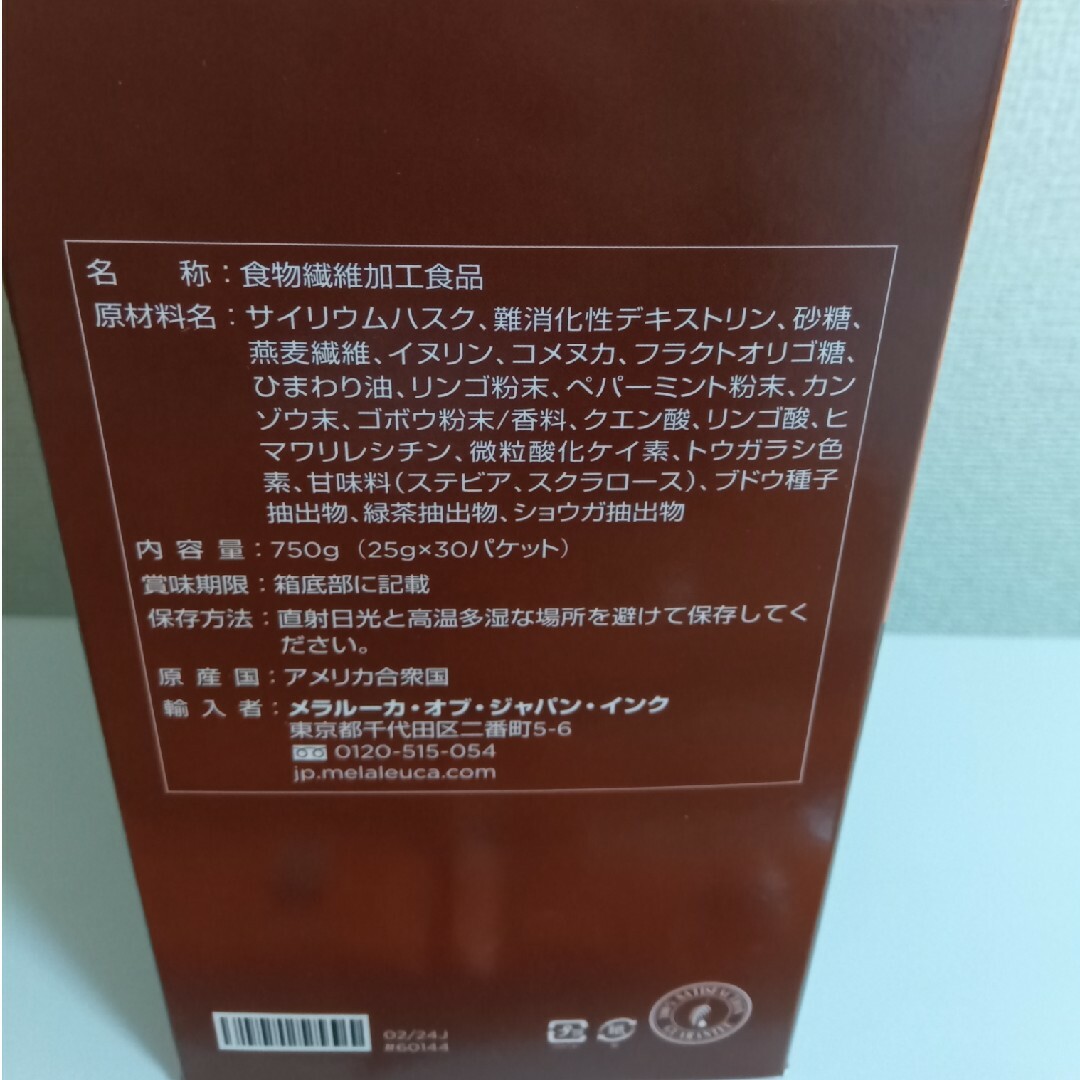 名　　称：食物繊維加工食品
原材料名：サイリウムハスク、難消化性デキストリン、砂糖、
燕麦繊維、イヌリン、コメヌカ、フラクトオリゴ糖、
ひまわり油、リンゴ粉末、ペパーミント粉末、カン
ゾウ末、ゴボウ粉末/香料、クエン酸、リンゴ酸、ヒ
マワリレシチン、微粒酸化ケイ素、トウガラシ色
素、甘味料（ステビア、スクラロース）、ブドウ種子
抽出物、緑茶抽出物、ショウガ抽出物
内 容 量：750g（25g×30パケット）
賞味期限：箱底部に記載
保存方法：直射日光と高温多湿な場所を避けて保存してく
ださい。
原 産 国：アメリカ合衆国
輸 入 者：メラルーカ・オブ・ジャパン・インク
東京都千代田区二番町5-6
0120-515-054
jp.melaleuca.com
02/24J
#60144
GUARANTEE